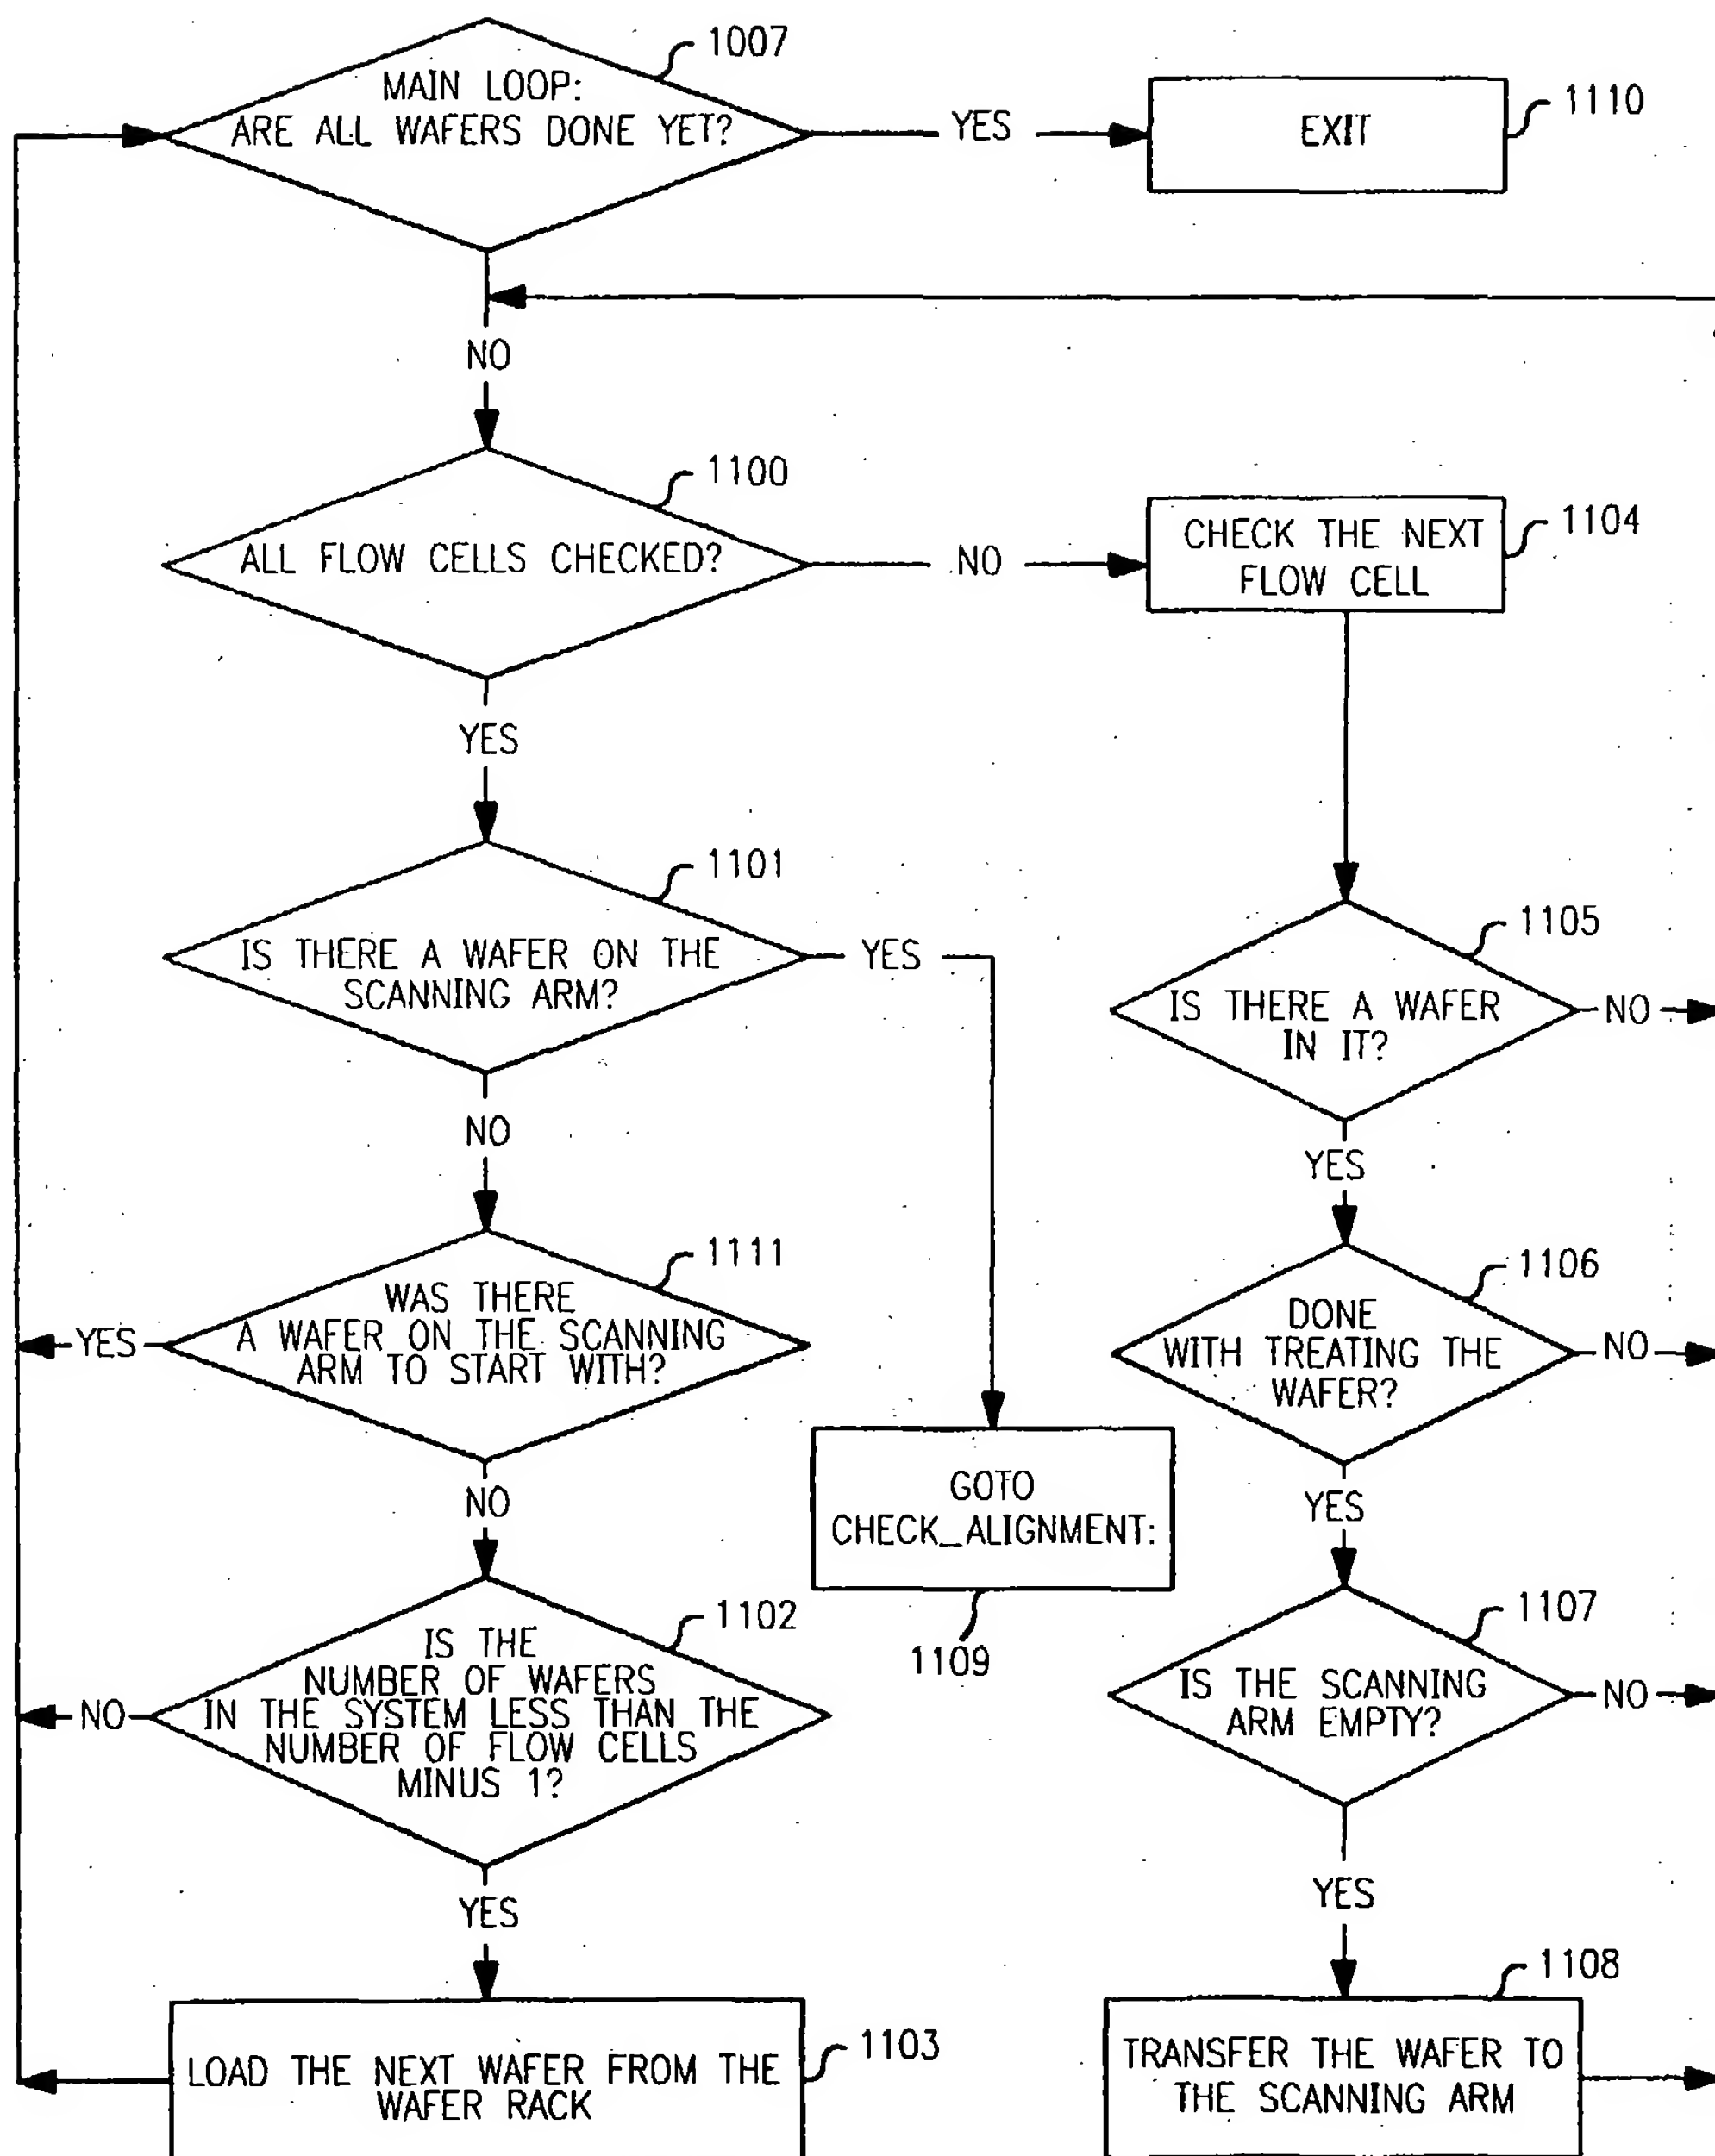 1007
MAIN LOOP:
ARE ALL WAFERS DONE YET?
YES
EXIT
1110
NO
1100
ALL FLOW CELLS CHECKED?
NO
CHECK THE NEXT
FLOW CELL
1104
YES
1101
IS THERE A WAFER ON THE
SCANNING ARM?
YES
1105
IS THERE A WAFER
IN IT?
NO
NO
YES
1111
WAS THERE
A WAFER ON THE SCANNING
ARM TO START WITH?
YES
1106
DONE
WITH TREATING THE
WAFER?
NO
NO
GOTO
CHECK_ALIGNMENT:
1109
YES
1102
IS THE
NUMBER OF WAFERS
IN THE SYSTEM LESS THAN THE
NUMBER OF FLOW CELLS
MINUS 1?
NO
1107
IS THE SCANNING
ARM EMPTY?
NO
YES
YES
LOAD THE NEXT WAFER FROM THE
WAFER RACK
1103
1108
TRANSFER THE WAFER TO
THE SCANNING ARM